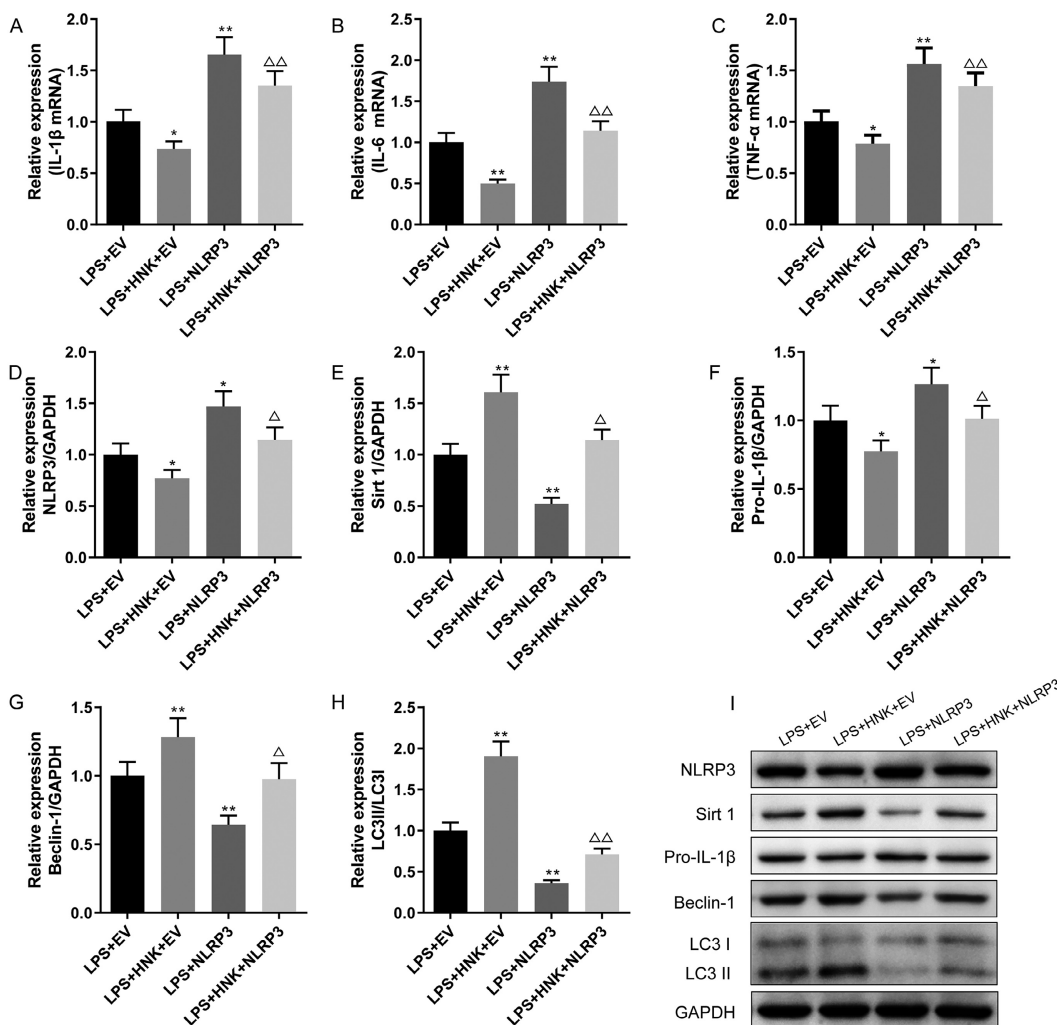 A
Relative expression
(IL-1β mRNA)
2.0
1.5
1.0
0.5
0.0
*
**
△△
LPS+EV
LPS+HNK+EV
LPS+NLRP3
LPS+HNK+NLRP3
B
Relative expression
(IL-6 mRNA)
2.5
2.0
1.5
1.0
0.5
0.0
**
**
△△
LPS+EV
LPS+HNK+EV
LPS+NLRP3
LPS+HNK+NLRP3
C
Relative expression
(TNF-α mRNA)
2.0
1.5
1.0
0.5
0.0
*
**
△△
LPS+EV
LPS+HNK+EV
LPS+NLRP3
LPS+HNK+NLRP3
D
Relative expression
NLRP3/GAPDH
2.0
1.5
1.0
0.5
0.0
*
*
△
LPS+EV
LPS+HNK+EV
LPS+NLRP3
LPS+HNK+NLRP3
E
Relative expression
Sirt 1/GAPDH
2.0
1.5
1.0
0.5
0.0
**
**
△
LPS+EV
LPS+HNK+EV
LPS+NLRP3
LPS+HNK+NLRP3
F
Relative expression
Pro-IL-1β/GAPDH
1.5
1.0
0.5
0.0
*
*
△
LPS+EV
LPS+HNK+EV
LPS+NLRP3
LPS+HNK+NLRP3
G
Relative expression
Beclin-1/GAPDH
1.5
1.0
0.5
0.0
**
**
△
LPS+EV
LPS+HNK+EV
LPS+NLRP3
LPS+HNK+NLRP3
H
Relative expression
LC3II/LC3I
2.5
2.0
1.5
1.0
0.5
0.0
**
**
△△
LPS+EV
LPS+HNK+EV
LPS+NLRP3
LPS+HNK+NLRP3
I
LPS+EV
LPS+HNK+EV
LPS+NLRP3
LPS+HNK+NLRP3
NLRP3
Sirt 1
Pro-IL-1β
Beclin-1
LC3 I
LC3 II
GAPDH